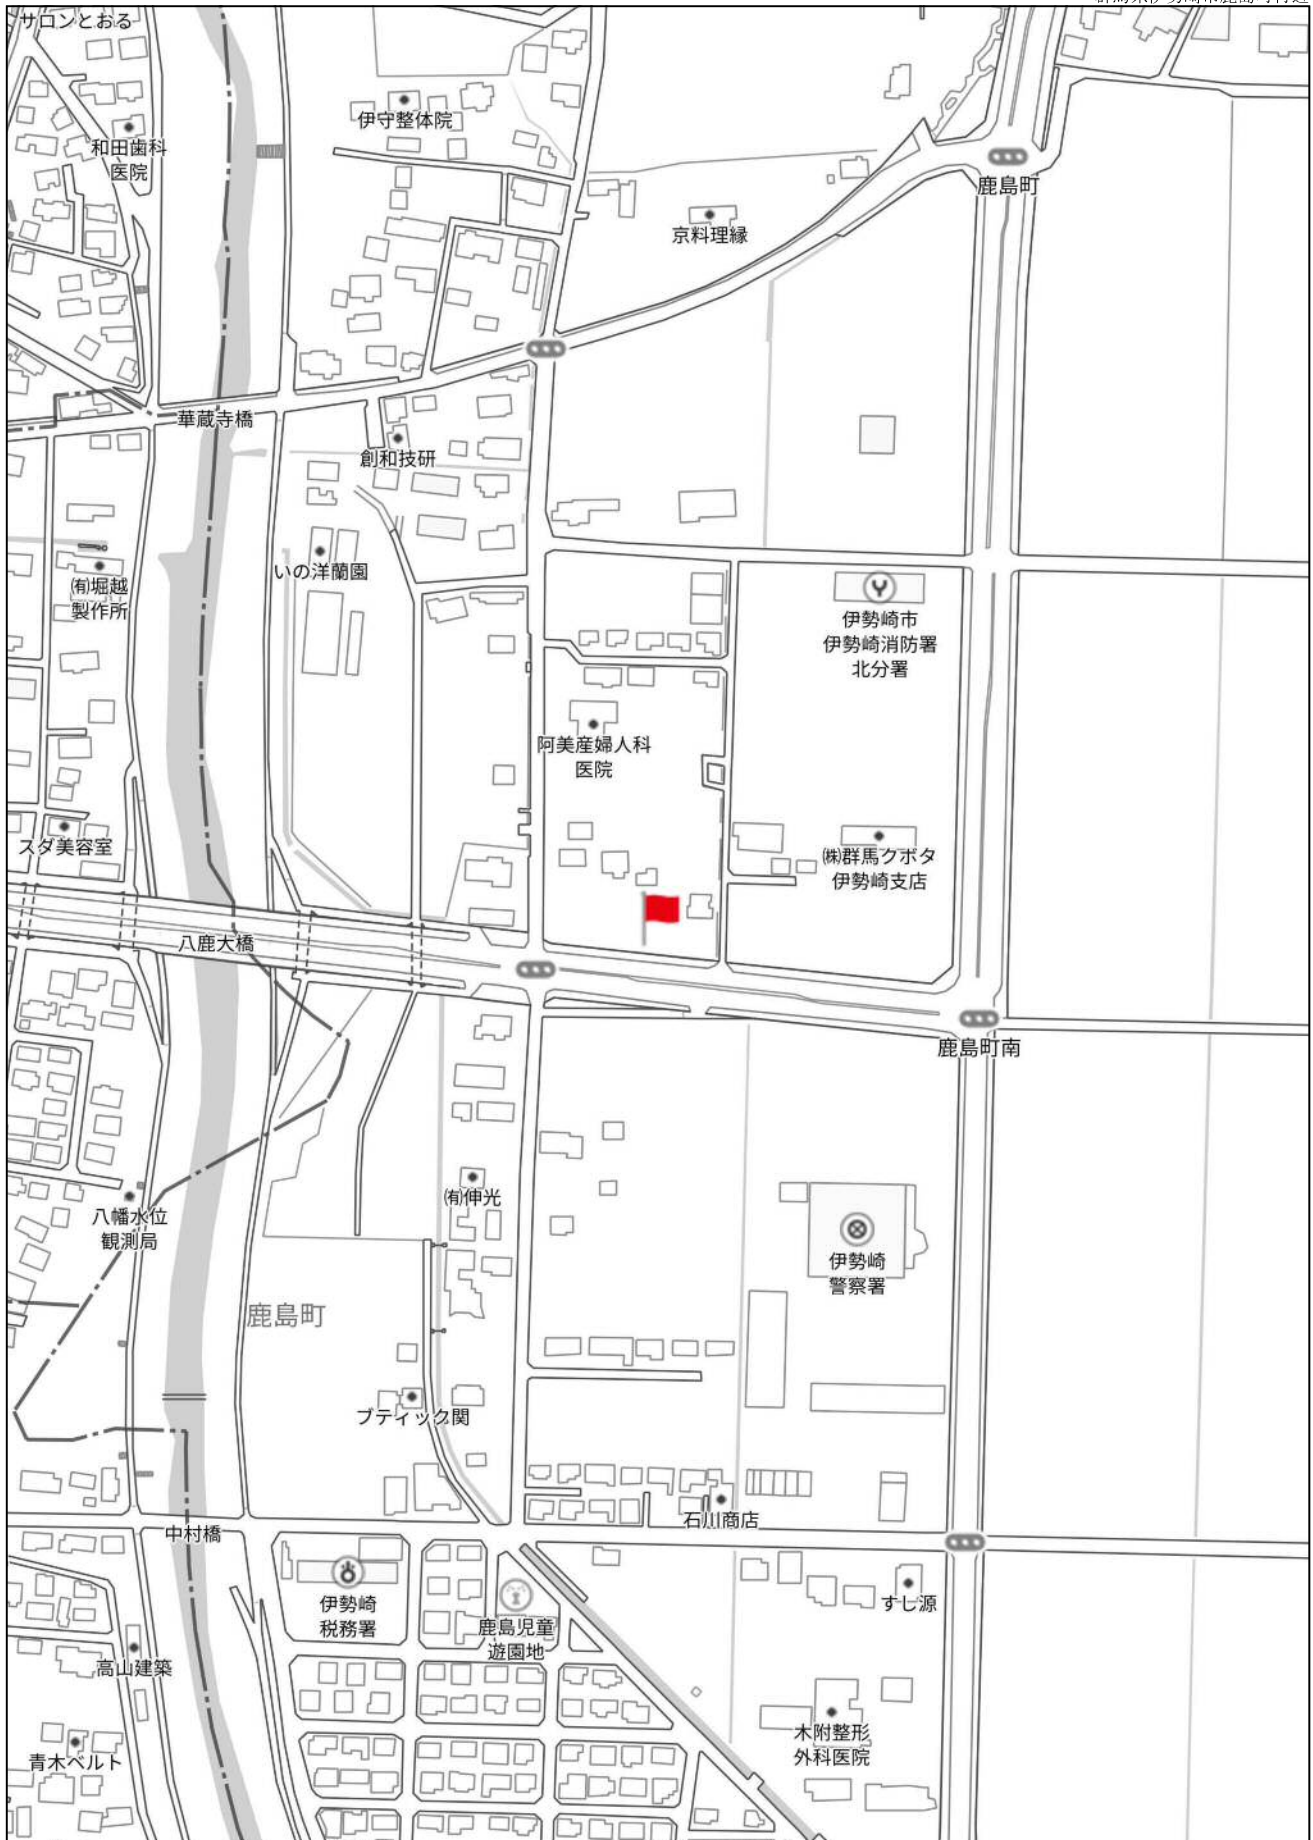 サロンとおる
伊守整体院
和田歯科
医院
鹿島町
京料理縁
華蔵寺橋
創和技研
いの洋蘭園
㈲堀越
製作所
伊勢崎市
伊勢崎消防署
北分署
阿美産婦人科
医院
スダ美容室
㈱群馬クボタ
伊勢崎支店
八鹿大橋
鹿島町南
㈲伸光
八幡水位
観測局
伊勢崎
警察署
鹿島町
ブティック関
石川商店
中村橋
伊勢崎
税務署
鹿島児童
遊園地
すし源
高山建築
木附整形
外科医院
青木ベルト